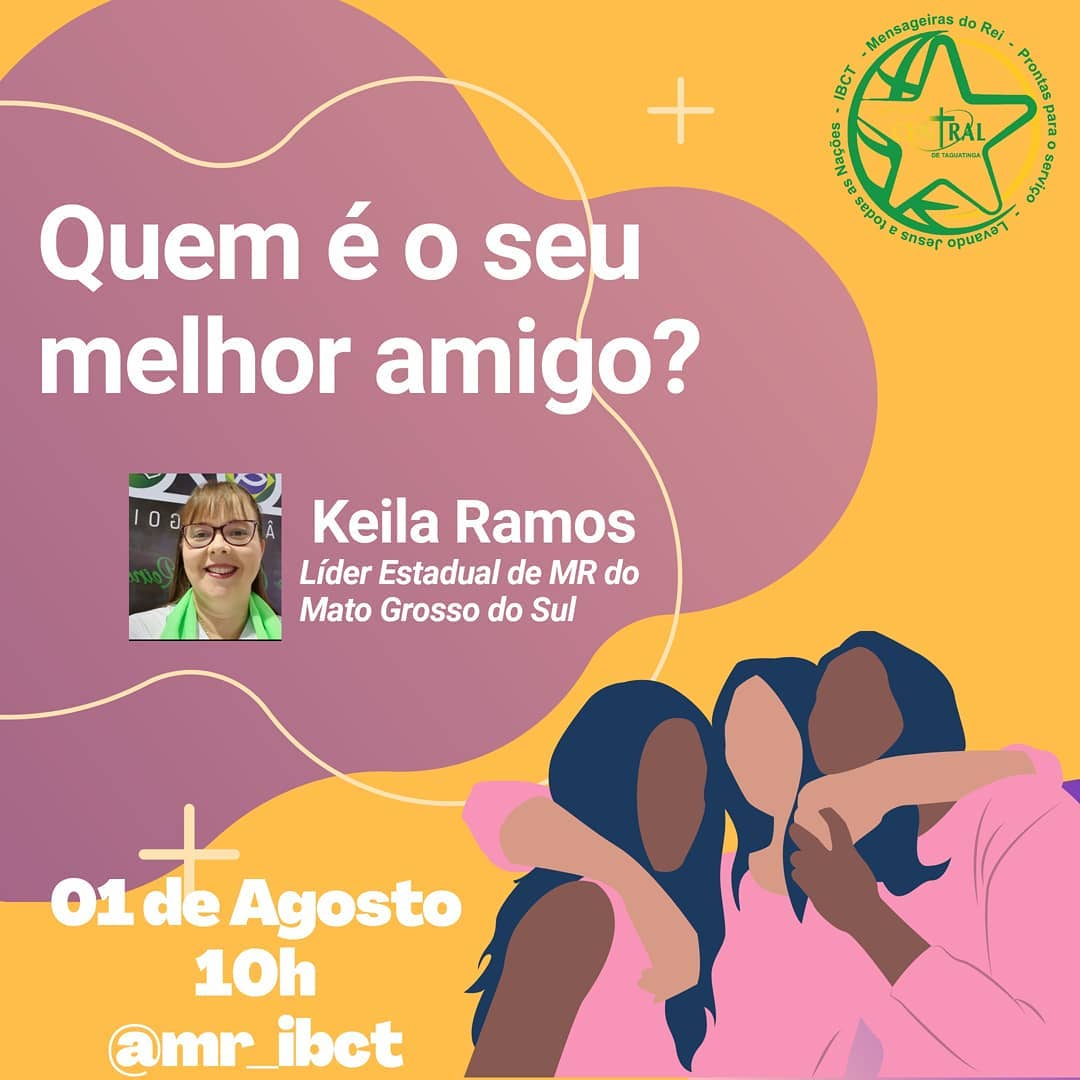 - IBCT - Mensageiras do Rei - Prontas para o serviço - Levando Jesus a todas as Nações
TRAL
DE TAGUATINGA
Quem é o seu
melhor amigo?
Keila Ramos
Líder Estadual de MR do
Mato Grosso do Sul
01 de Agosto
10h
@mr_ibct